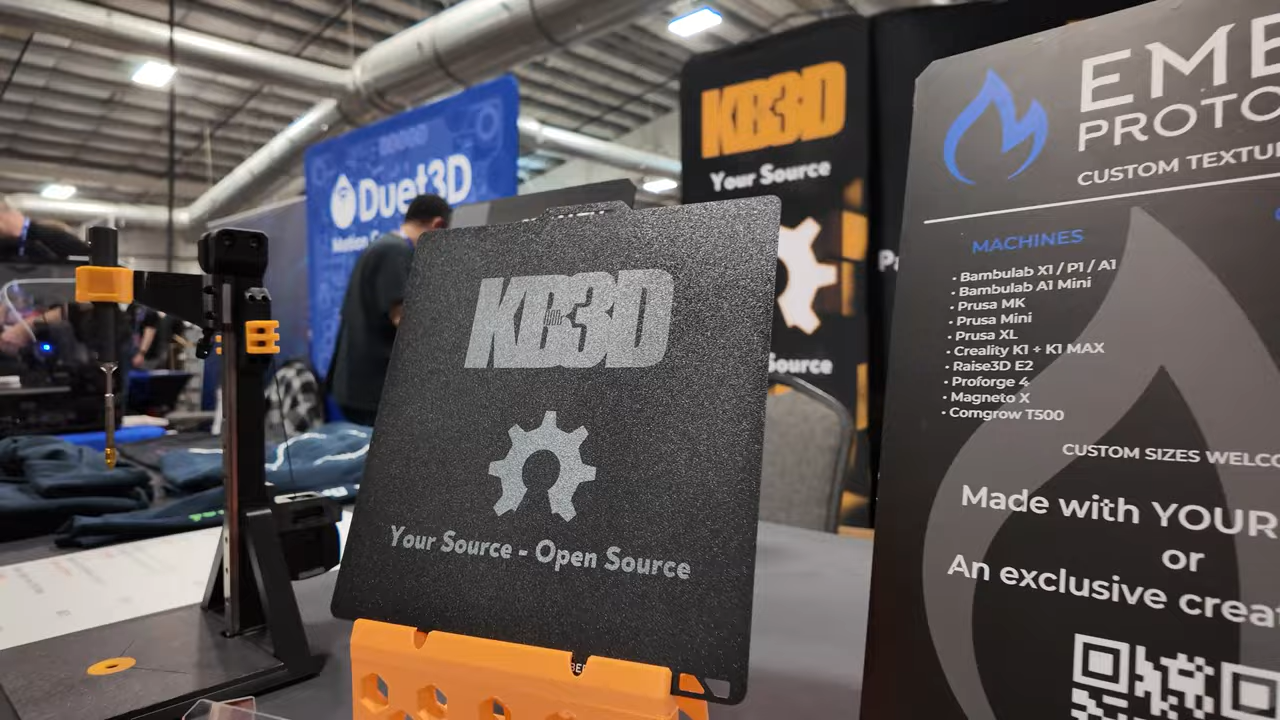 Duet3D
KB3D
Your Source
Source
KB3D
Your Source - Open Source
EMB
PROTO
CUSTOM TEXTU
MACHINES
• Bambulab X1 / P1 / A1
• Bambulab A1 Mini
• Prusa MK
• Prusa Mini
• Prusa XL
• Creality K1 + K1 MAX
• Raise3D E2
• Proforge 4
• Magneto X
• Comgrow T500
CUSTOM SIZES WELCO
Made with YOUR
or
An exclusive creat